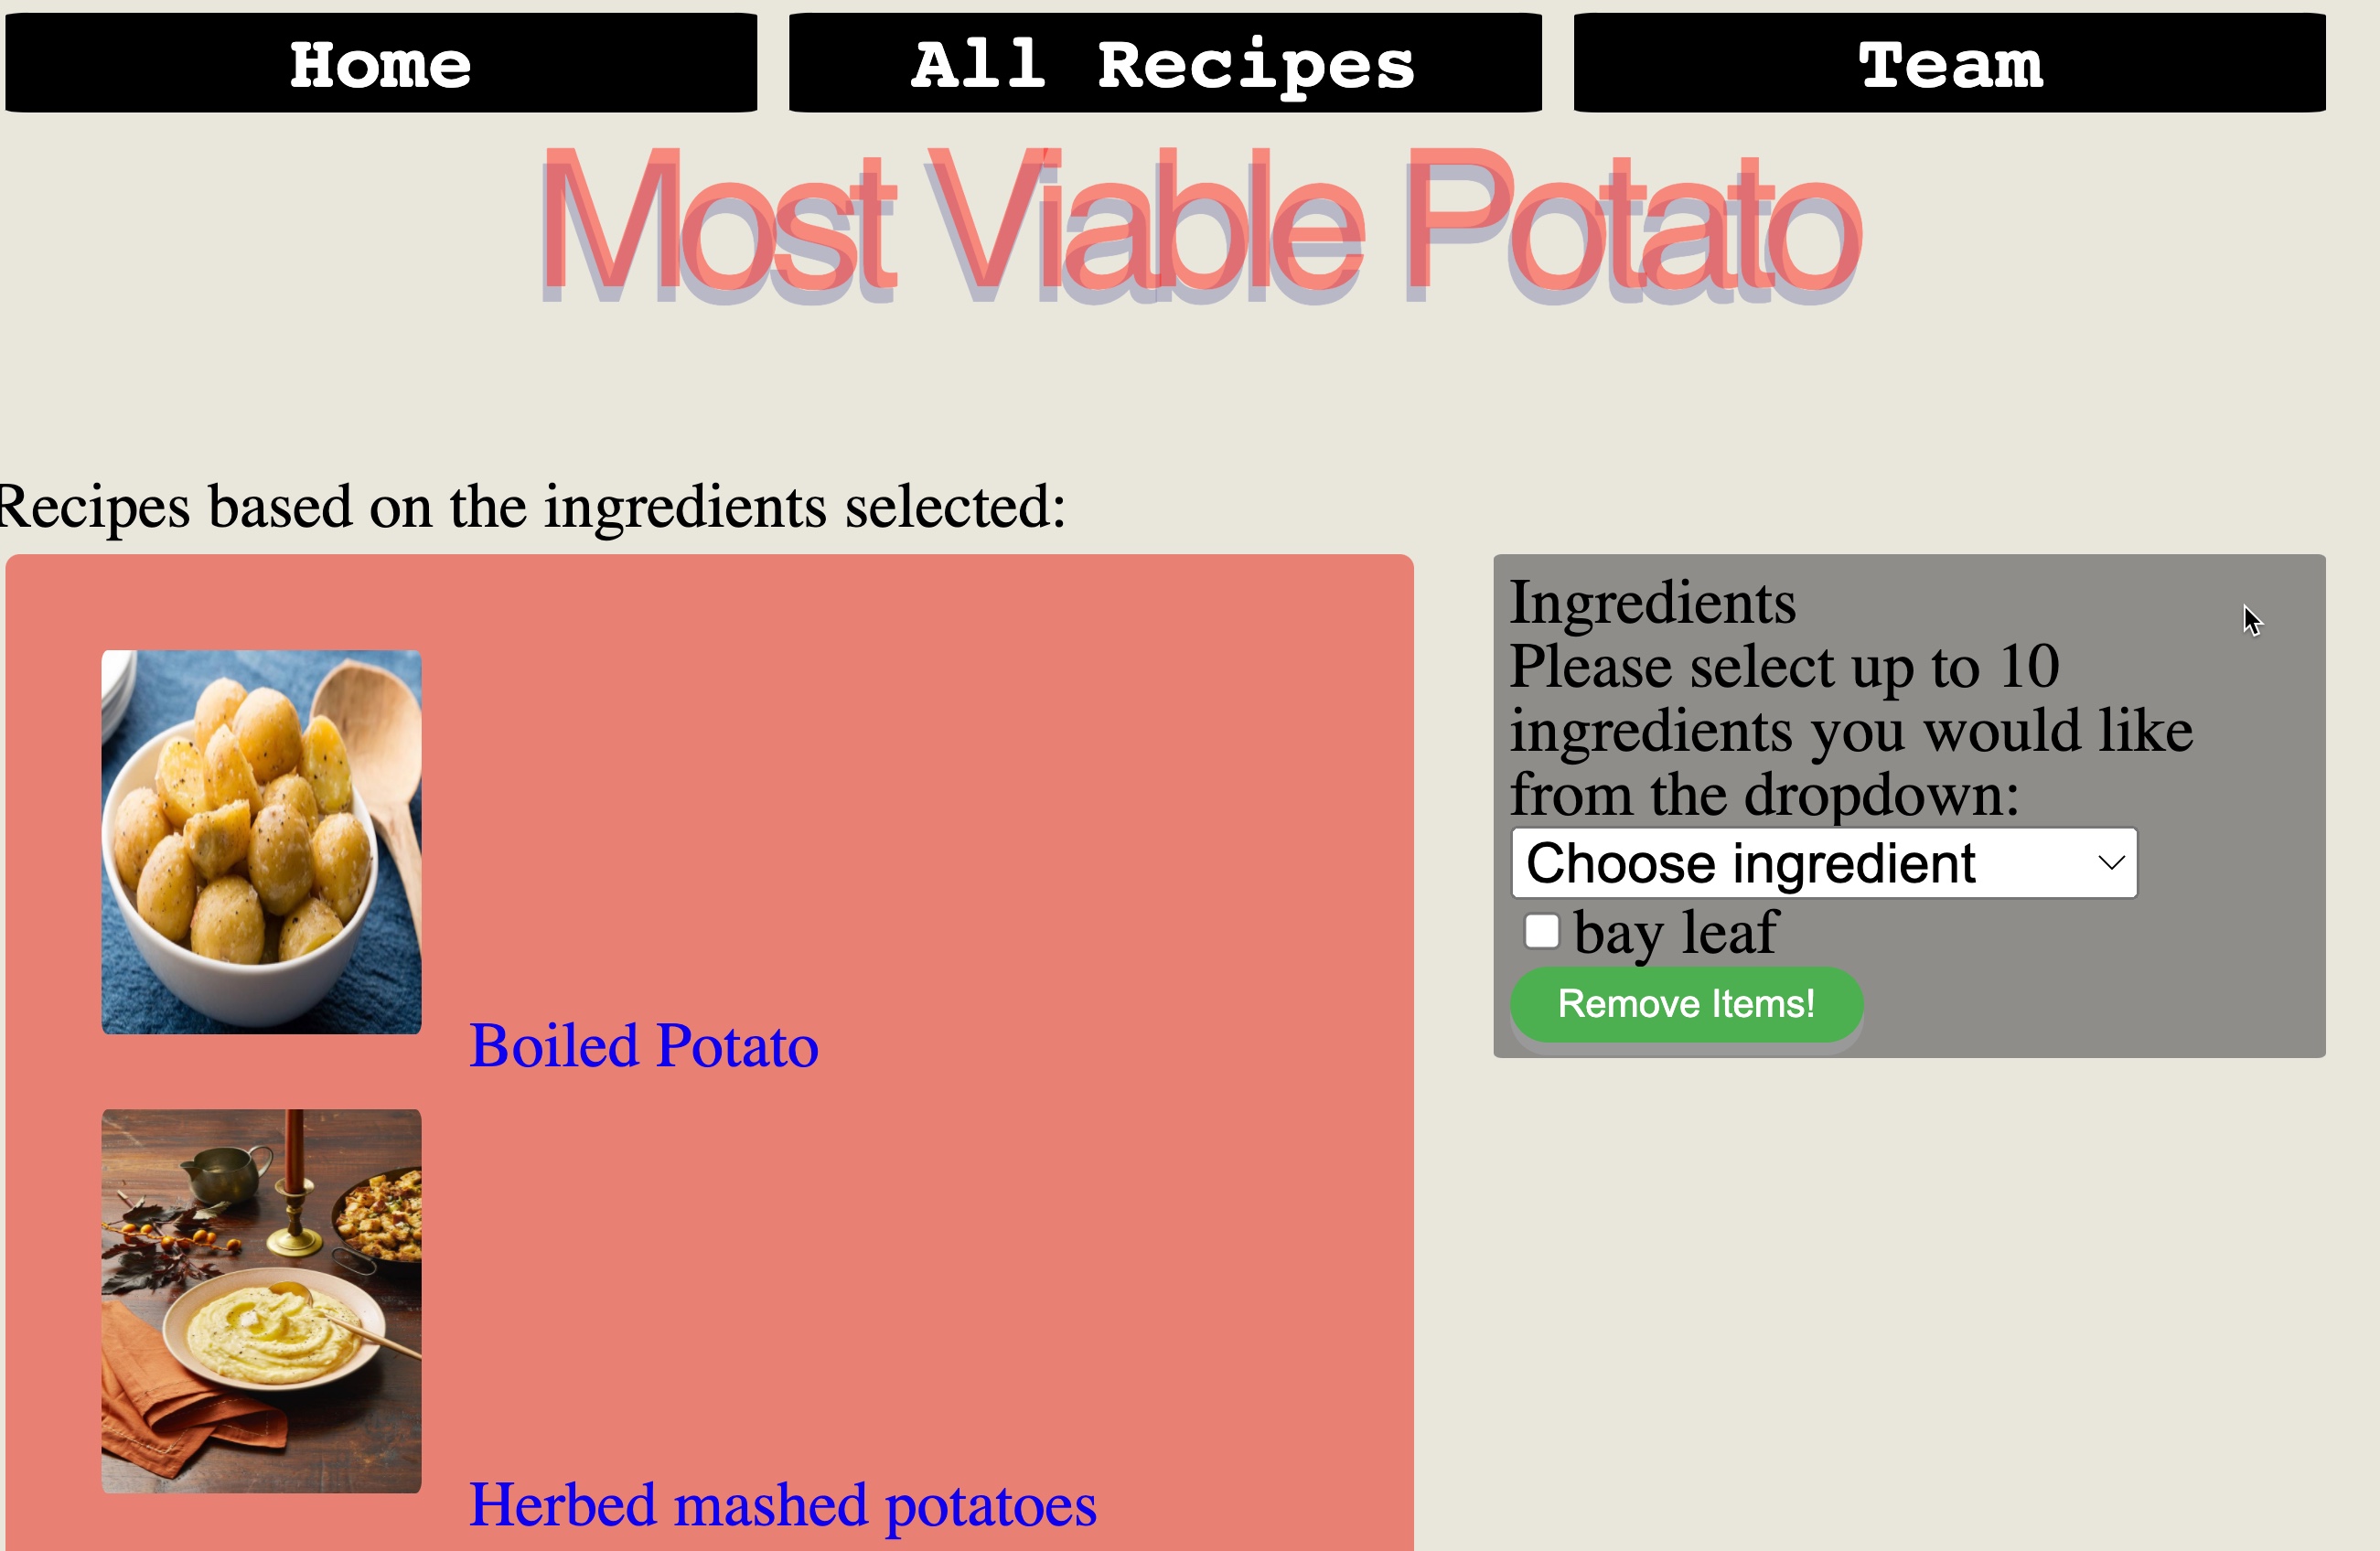 Home
All Recipes
Team
Most Viable Potato
Recipes based on the ingredients selected:
Boiled Potato
Herbed mashed potatoes
Ingredients
Please select up to 10
ingredients you would like
from the dropdown:
Choose ingredient
bay leaf
Remove Items!